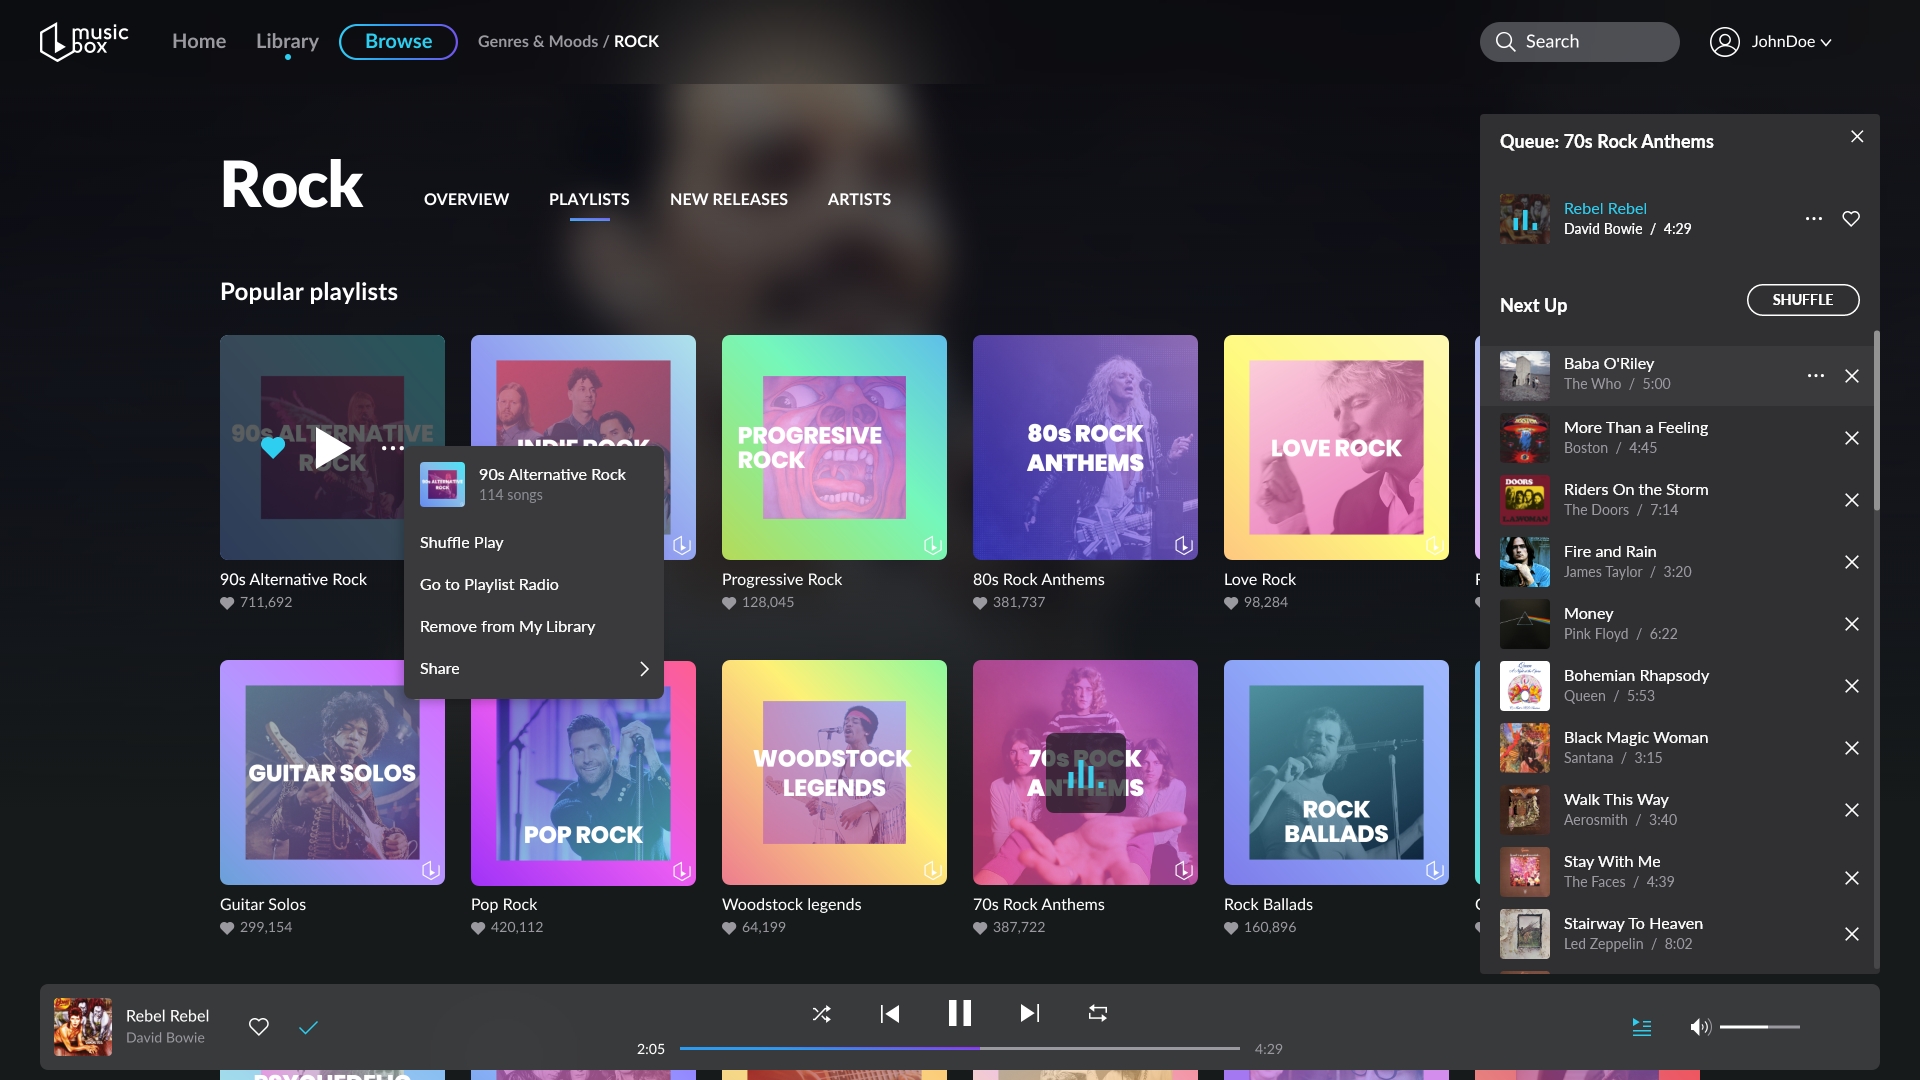 music
box
Home
Library
Browse
Genres & Moods / ROCK
Search
JohnDoe
Rock
OVERVIEW
PLAYLISTS
NEW RELEASES
ARTISTS
Popular playlists
90s ALTERNATIVE
ROCK
90s Alternative Rock
711,692
INDIE ROCK
90s Alternative Rock
114 songs
Shuffle Play
Go to Playlist Radio
Remove from My Library
Share
PROGRESIVE
ROCK
Progressive Rock
128,045
80s ROCK
ANTHEMS
80s Rock Anthems
381,737
LOVE ROCK
Love Rock
98,284
GUITAR SOLOS
Guitar Solos
299,154
POP ROCK
Pop Rock
420,112
WOODSTOCK
LEGENDS
Woodstock legends
64,199
70s ROCK
ANTHEMS
70s Rock Anthems
387,722
ROCK
BALLADS
Rock Ballads
160,896
Queue: 70s Rock Anthems
Rebel Rebel
David Bowie / 4:29
Next Up
SHUFFLE
Baba O'Riley
The Who / 5:00
More Than a Feeling
Boston / 4:45
DOORS
L.A.WOMAN
Riders On the Storm
The Doors / 7:14
Fire and Rain
James Taylor / 3:20
Money
Pink Floyd / 6:22
Bohemian Rhapsody
Queen / 5:53
Black Magic Woman
Santana / 3:15
Walk This Way
Aerosmith / 3:40
Stay With Me
The Faces / 4:39
Stairway To Heaven
Led Zeppelin / 8:02
Rebel Rebel
David Bowie
2:05
4:29
PSYCHEDELIC